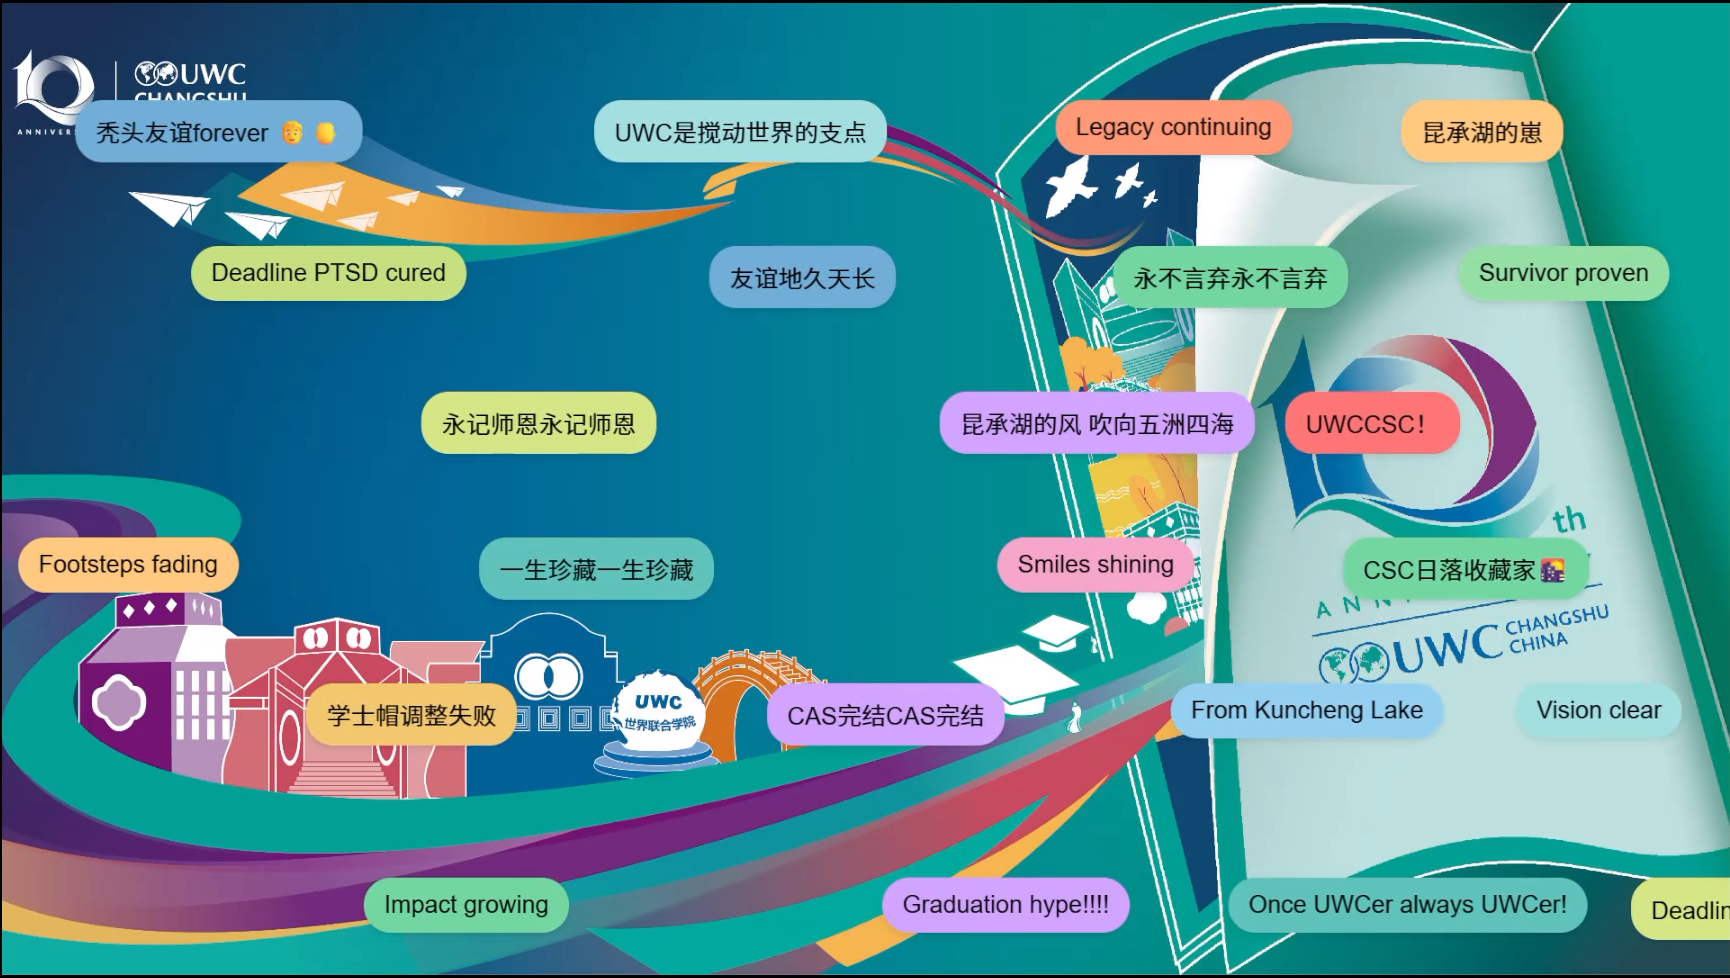 10
UWC
CHANGSHU
ANNIVER
秃头友谊forever
UWC是搅动世界的支点
Legacy continuing
昆承湖的崽
Deadline PTSD cured
友谊地久天长
永不言弃永不言弃
Survivor proven
永记师恩永记师恩
昆承湖的风 吹向五洲四海
UWCCSC!
10
th
Footsteps fading
一生珍藏一生珍藏
Smiles shining
CSC日落收藏家
ANN
UWC CHANGSHU
CHINA
UWC
世界联合学院
学士帽调整失败
CAS完结CAS完结
From Kuncheng Lake
Vision clear
Impact growing
Graduation hype!!!!
Once UWCer always UWCer!
Deadlin